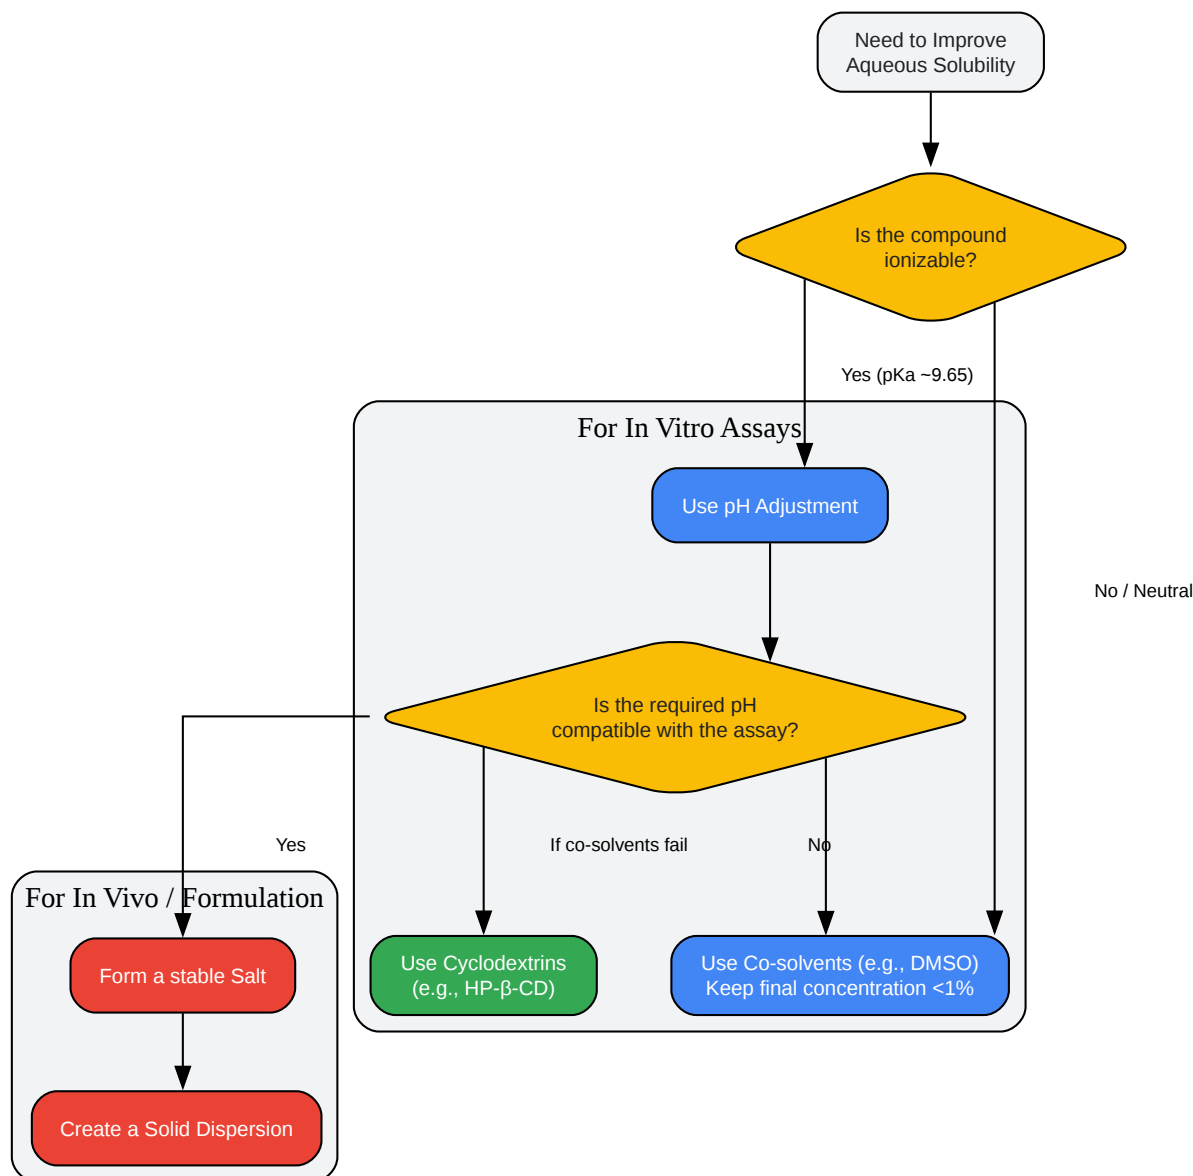 Need to Improve
Aqueous Solubility
Is the compound
ionizable?
Yes (pKa ~9.65)
For In Vitro Assays
Use pH Adjustment
No / Neutral
Is the required pH
compatible with the assay?
Yes
If co-solvents fail
No
For In Vivo / Formulation
Form a stable Salt
Use Cyclodextrins
(e.g., HP-β-CD)
Use Co-solvents (e.g., DMSO)
Keep final concentration <1%
Create a Solid Dispersion